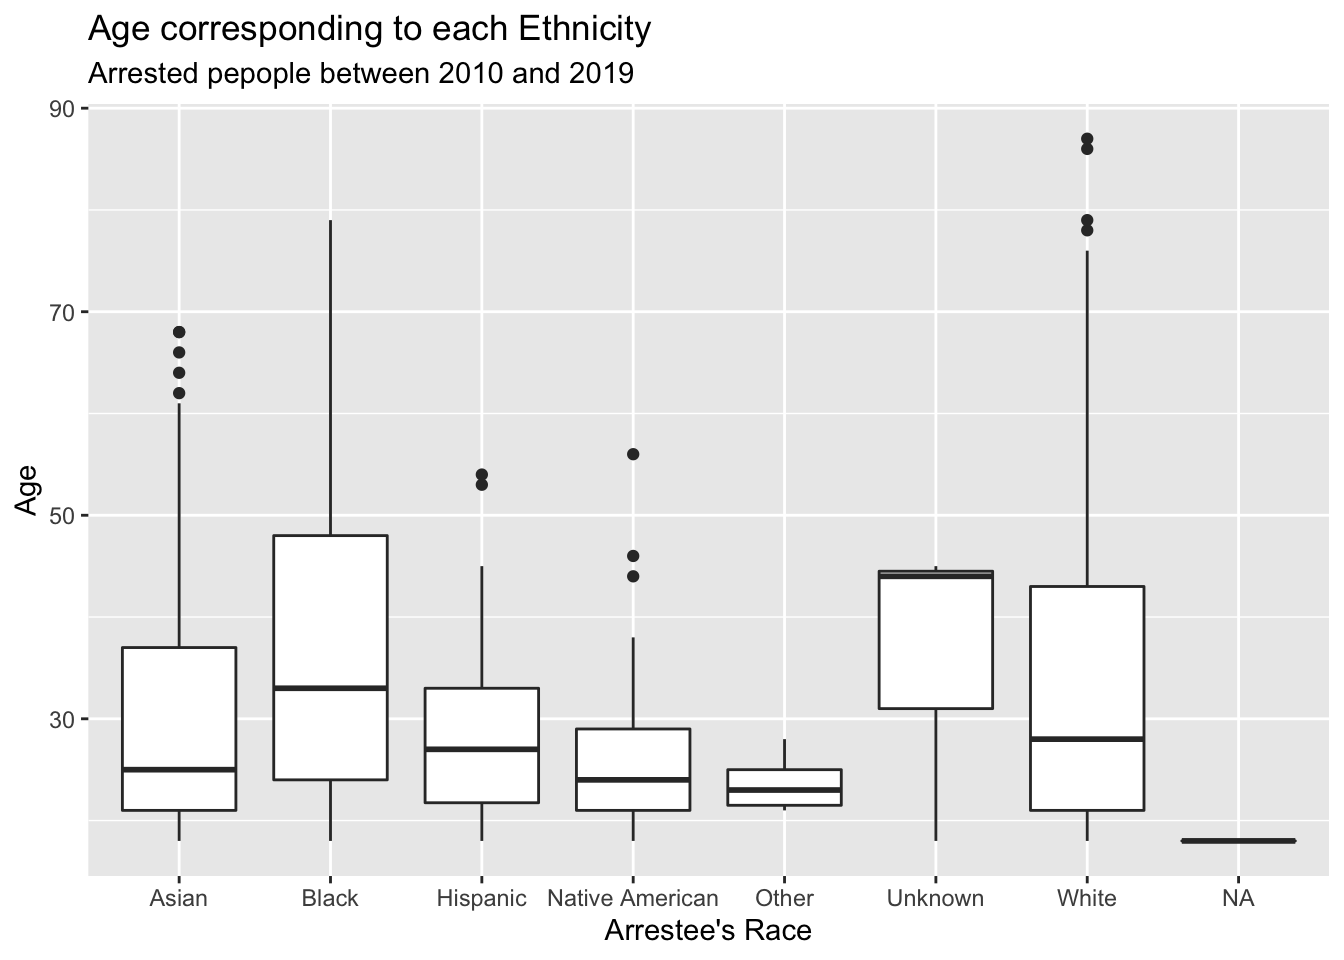 Age corresponding to each Ethnicity
Arrested pepople between 2010 and 2019
90
70
50
30
Age
Asian Black Hispanic Native American Other Unknown White NA
Arrestee's Race